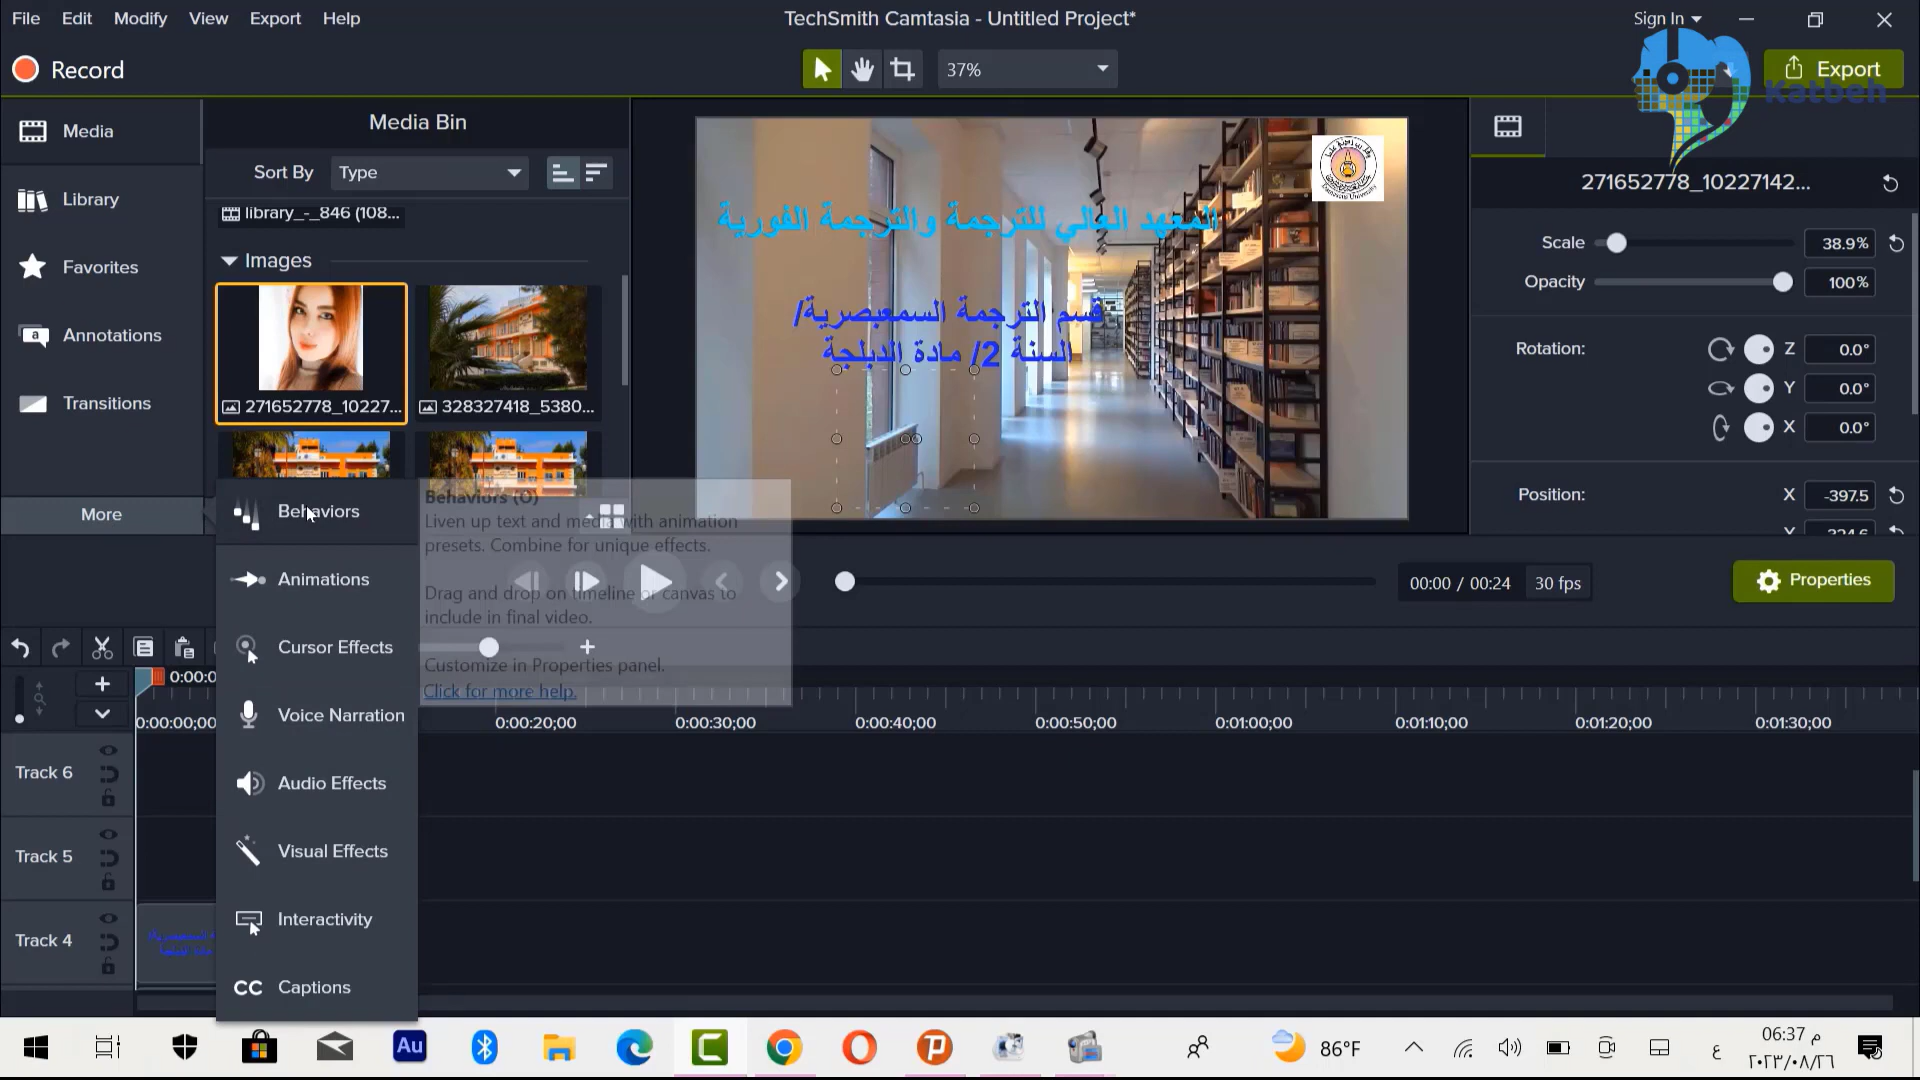 File Edit Modify View Export Help
TechSmith Camtasia - Untitled Project*
Sign In
Record
37%
Export
Katbeh
Media
Library
Favorites
Annotations
Transitions
More
Media Bin
Sort By
Type
library_-_846 (108...
Images
271652778_10227...
328327418_5380...
المعهد العالي للترجمة والترجمة الفورية
قسم الترجمة السمعبصرية/
السنة 2/ مادة الدبلجة
271652778_10227142...
Scale
38.9%
Opacity
100%
Rotation:
Z
0.0°
Y
0.0°
X
0.0°
Position:
X
-397.5
Behaviors
Animations
Cursor Effects
Voice Narration
Audio Effects
Visual Effects
Interactivity
CC Captions
Behaviors (O)
Liven up text and media with animation
presets. Combine for unique effects.
Drag and drop on timeline or canvas to
include in final video.
Customize in Properties panel.
Click for more help.
00:00 / 00:24
30 fps
Properties
0:00:00;00
0:00:20;00
0:00:30;00
0:00:40;00
0:00:50;00
0:01:00;00
0:01:10;00
0:01:20;00
0:01:30;00
Track 6
Track 5
Track 4
Au
86°F
ع
06:37 م
٢٠٢٣/٠٨/٢٦